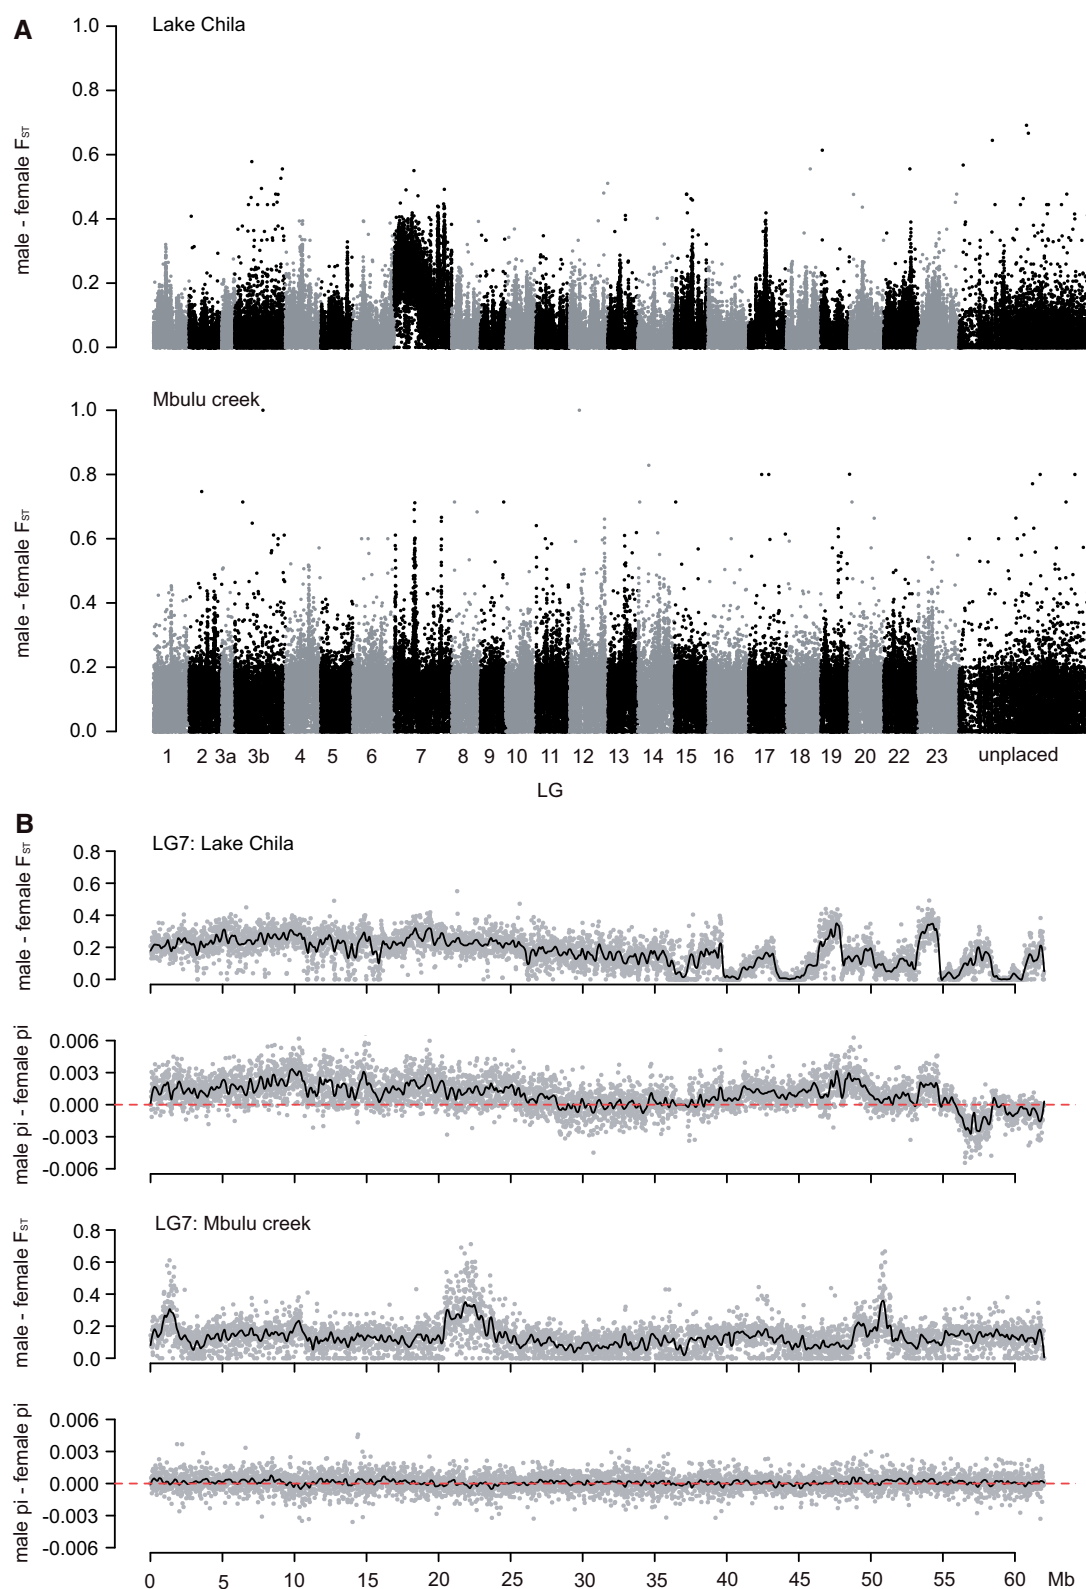 A
Lake Chila
male - female FST
1.0
0.8
0.6
0.4
0.2
0.0
Mbulu creek
male - female FST
1.0
0.8
0.6
0.4
0.2
0.0
1 2 3a 3b 4 5 6 7 8 9 10 11 12 13 14 15 16 17 18 19 20 22 23 unplaced
LG
B
LG7: Lake Chila
male - female FST
0.8
0.6
0.4
0.2
0.0
male pi - female pi
0.006
0.003
0.000
-0.003
-0.006
LG7: Mbulu creek
male - female FST
0.8
0.6
0.4
0.2
0.0
male pi - female pi
0.006
0.003
0.000
-0.003
-0.006
0 5 10 15 20 25 30 35 40 45 50 55 60 Mb